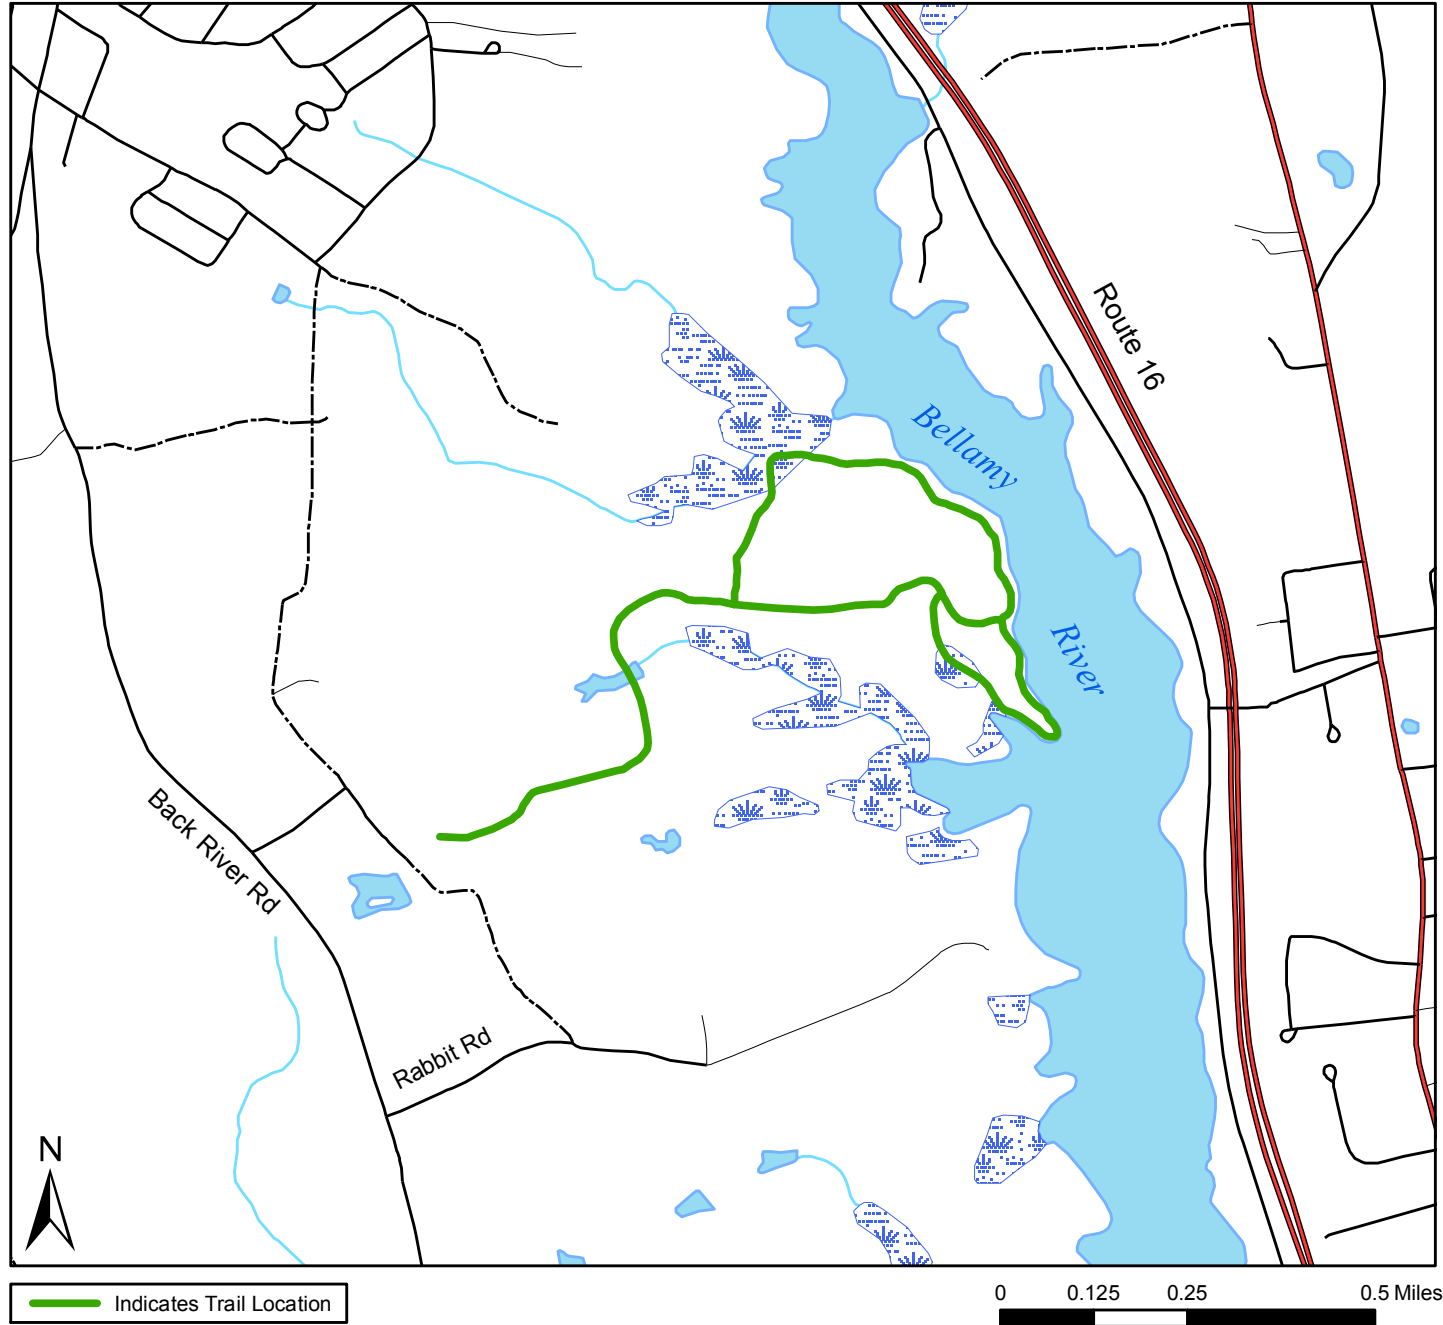 Route 16
Bellamy
River
Back River Rd
Rabbit Rd
N
Indicates Trail Location
0 0.125 0.25 0.5 Miles